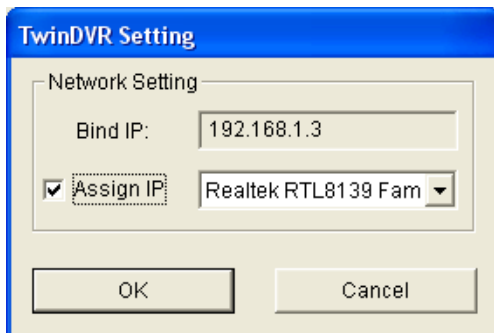 TwinDVR Setting
Network Setting
Bind IP: 192.168.1.3
Assign IP Realtek RTL8139 Fam
OK Cancel